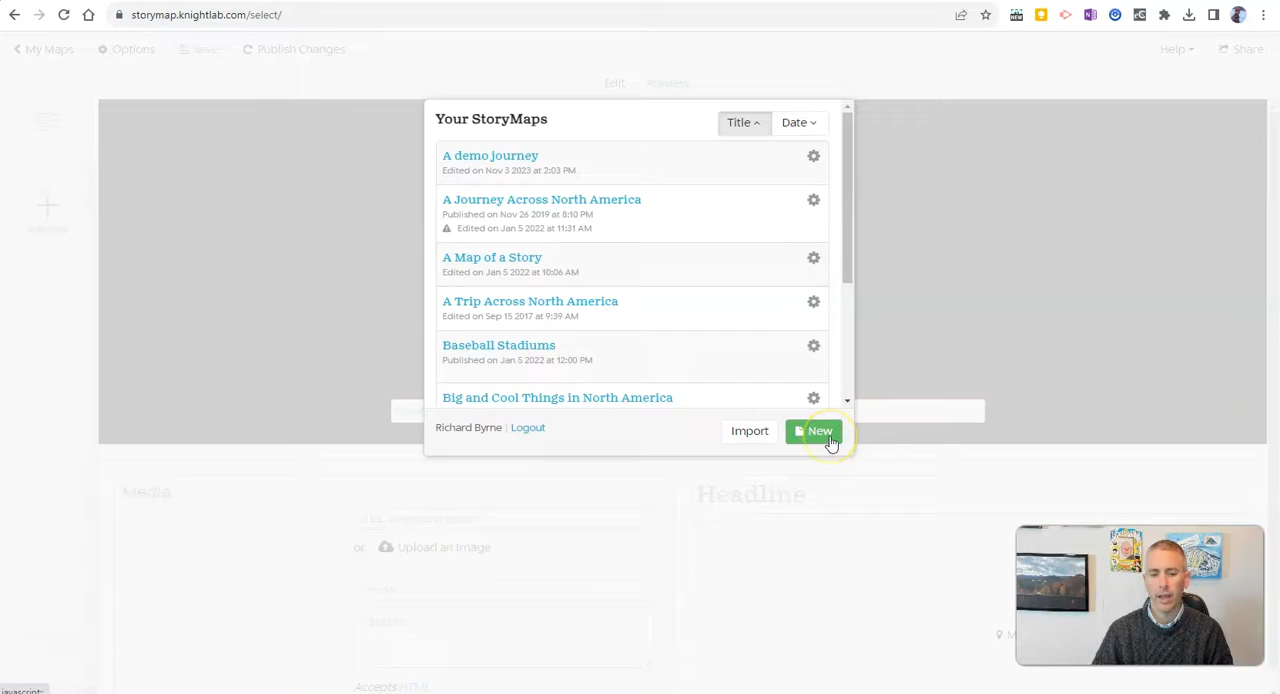 storymap.knightlab.com/select/
My Maps Options Save Publish Changes Help Share
Edit Preview
Your StoryMaps
Title Date
A demo journey
Edited on Nov 3 2023 at 2:03 PM
A Journey Across North America
Published on Nov 26 2019 at 8:10 PM
Edited on Jan 5 2022 at 11:31 AM
A Map of a Story
Edited on Jan 5 2022 at 10:06 AM
A Trip Across North America
Edited on Sep 15 2017 at 9:39 AM
Baseball Stadiums
Published on Jan 5 2022 at 12:00 PM
Big and Cool Things in North America
Richard Byrne | Logout
Import New
Media
Headline
or Upload an Image
Accepts HTML